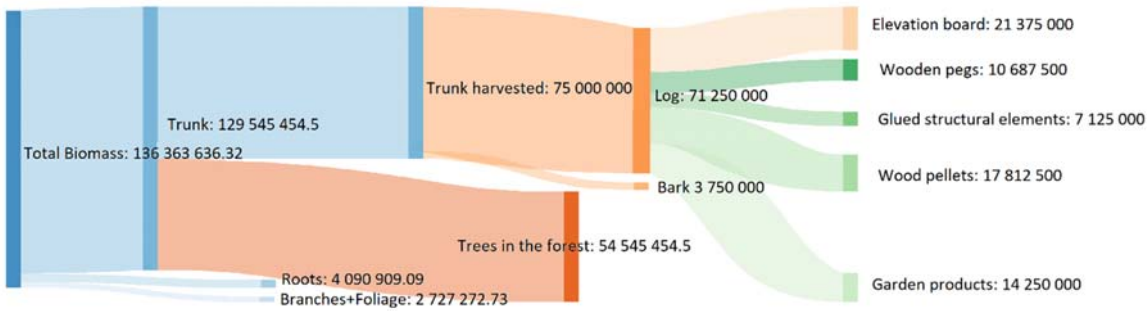 Elevation board: 21 375 000
Wooden pegs: 10 687 500
Trunk harvested: 75 000 000
Log: 71 250 000
Glued structural elements: 7 125 000
Trunk: 129 545 454.5
Total Biomass: 136 363 636.32
Wood pellets: 17 812 500
Bark 3 750 000
Trees in the forest: 54 545 454.5
Roots: 4 090 909.09
Garden products: 14 250 000
Branches+Foliage: 2 727 272.73